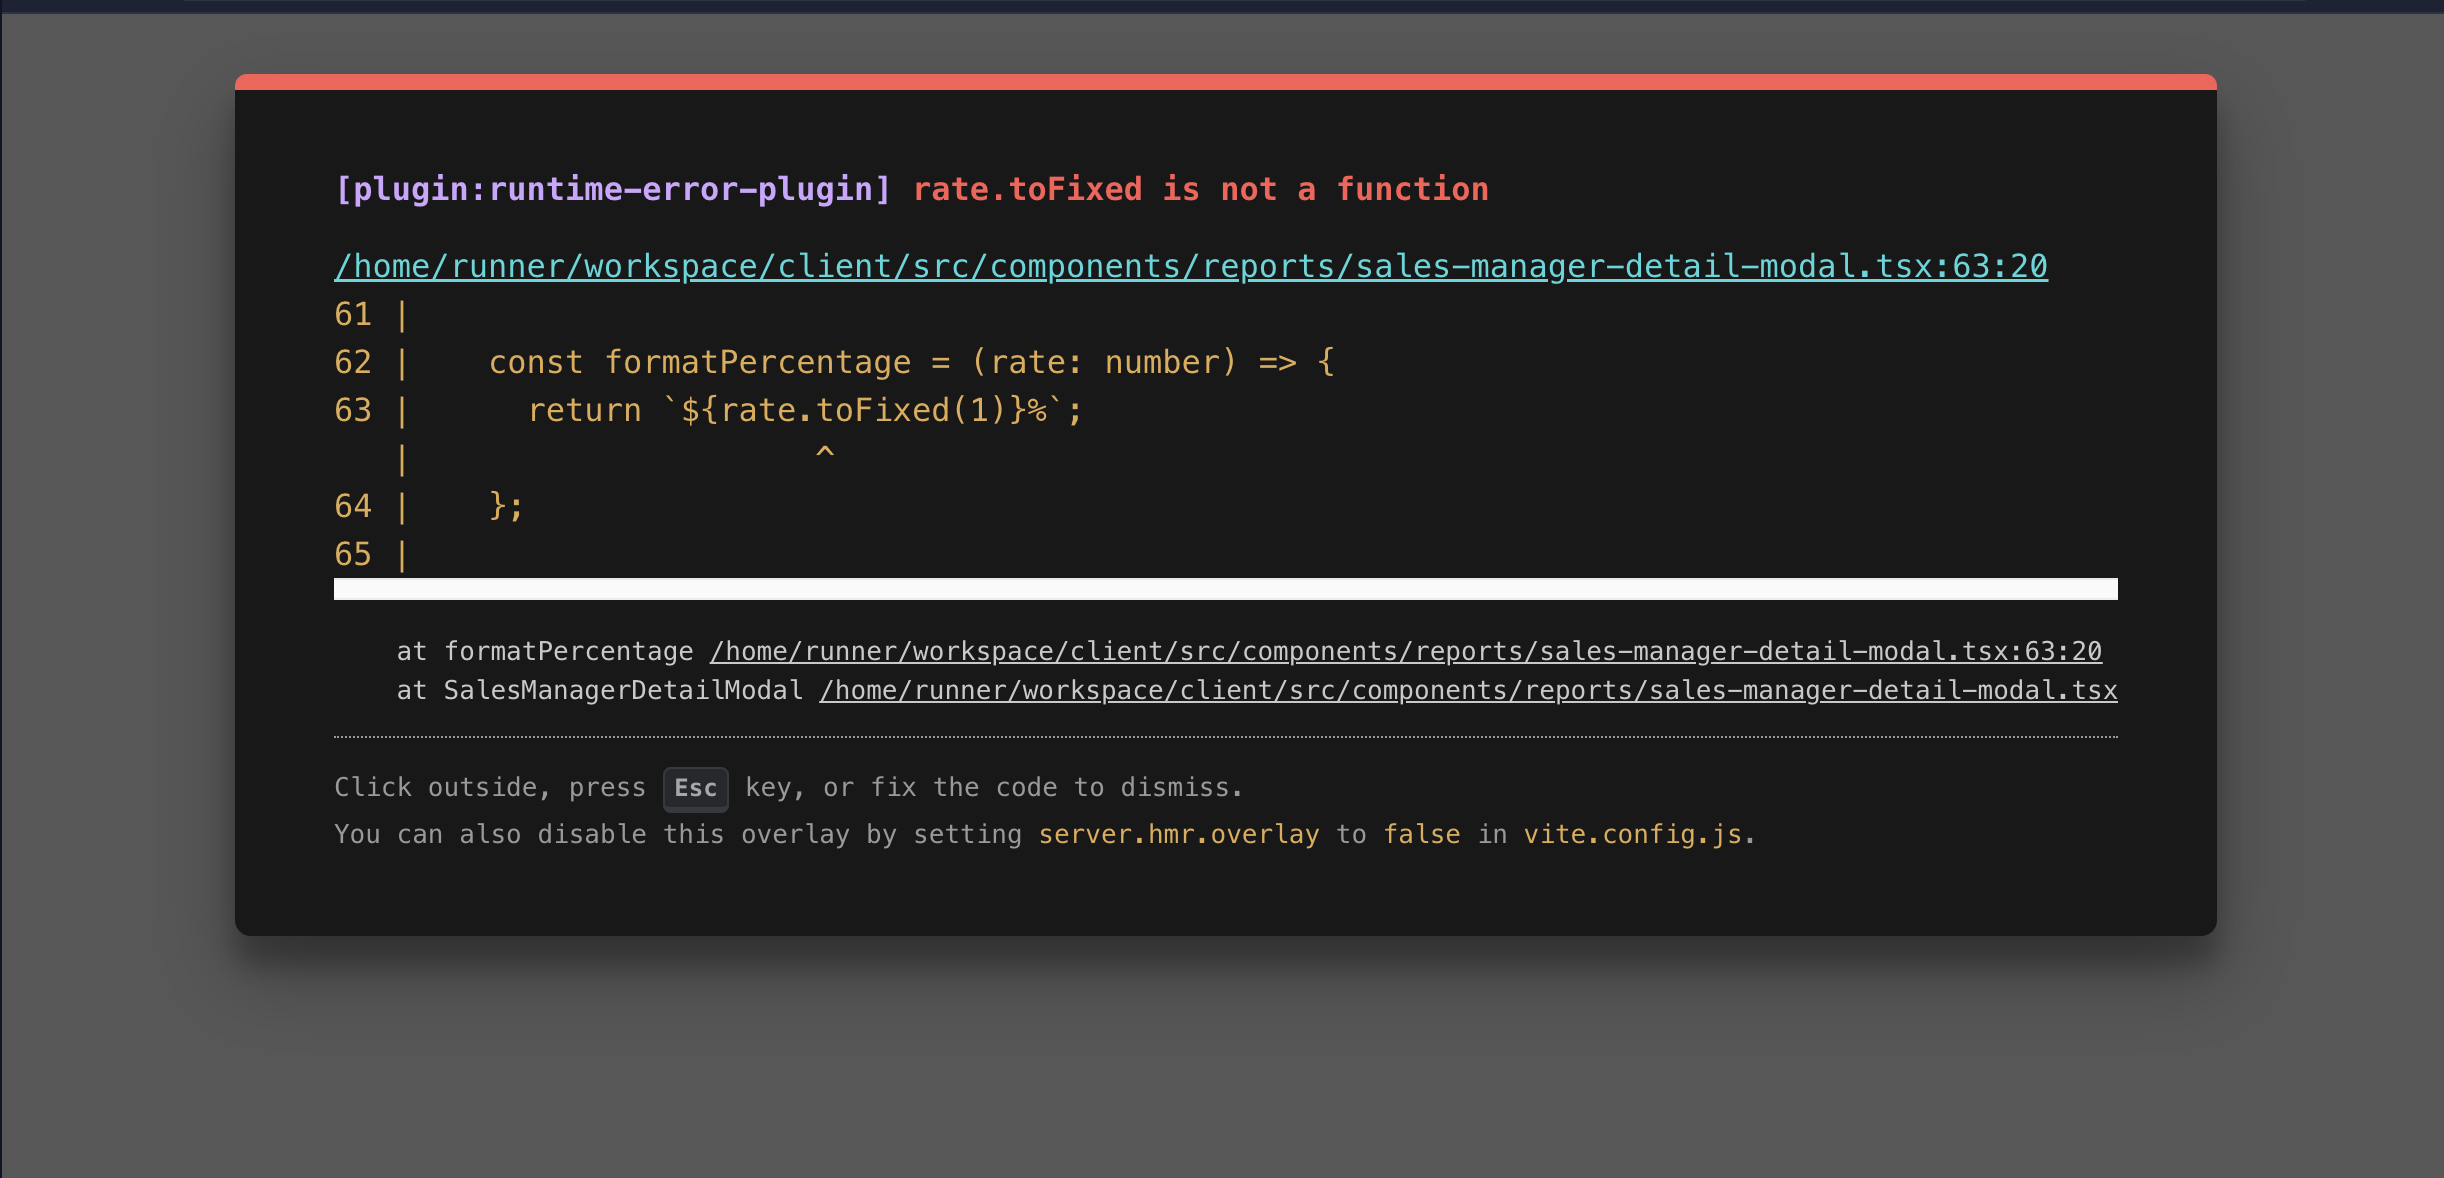 [plugin:runtime-error-plugin] rate.toFixed is not a function
/home/runner/workspace/client/src/components/reports/sales-manager-detail-modal.tsx:63:20
61 |
62 |    const formatPercentage = (rate: number) => {
63 |      return `${rate.toFixed(1)}%`;
   |                     ^
64 |    };
65 |
at formatPercentage /home/runner/workspace/client/src/components/reports/sales-manager-detail-modal.tsx:63:20
at SalesManagerDetailModal /home/runner/workspace/client/src/components/reports/sales-manager-detail-modal.tsx
Click outside, press Esc key, or fix the code to dismiss.
You can also disable this overlay by setting server.hmr.overlay to false in vite.config.js.